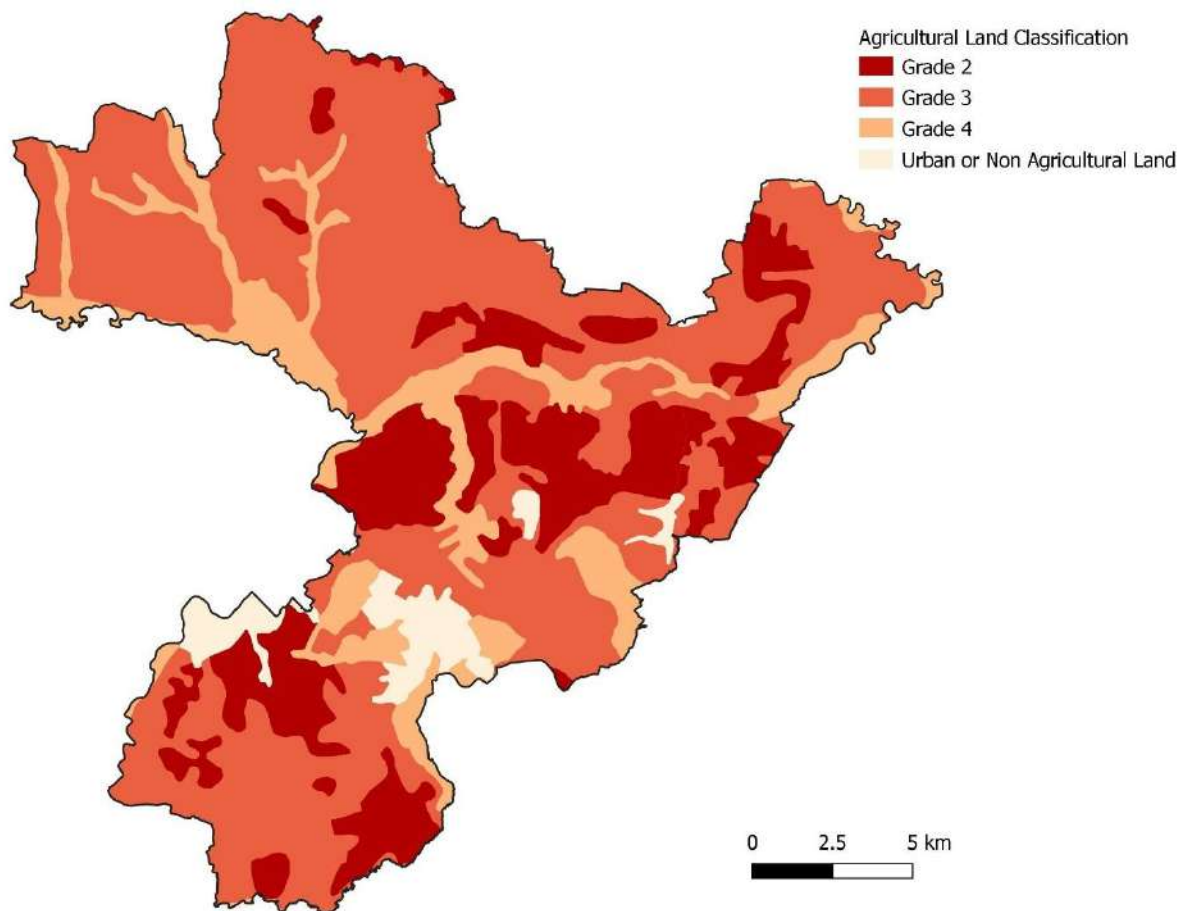 Agricultural Land Classification
Grade 2
Grade 3
Grade 4
Urban or Non Agricultural Land
0 2.5 5 km